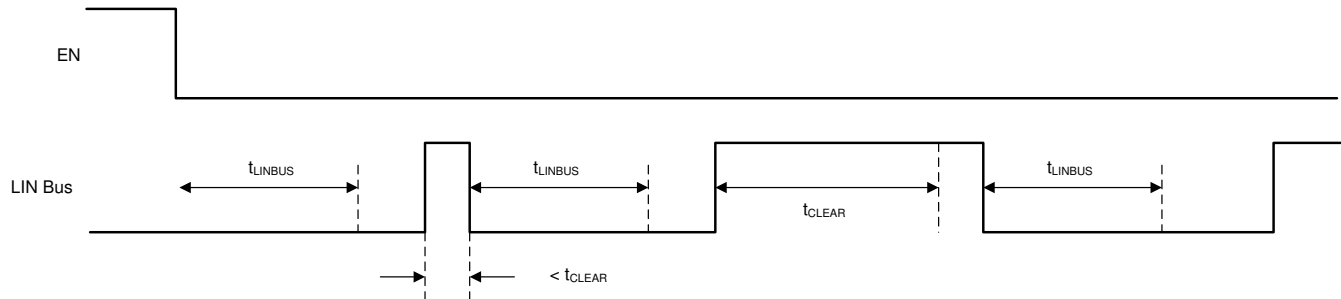 EN
LIN Bus
tLINBUS
tLINBUS
tCLEAR
tLINBUS
< tCLEAR